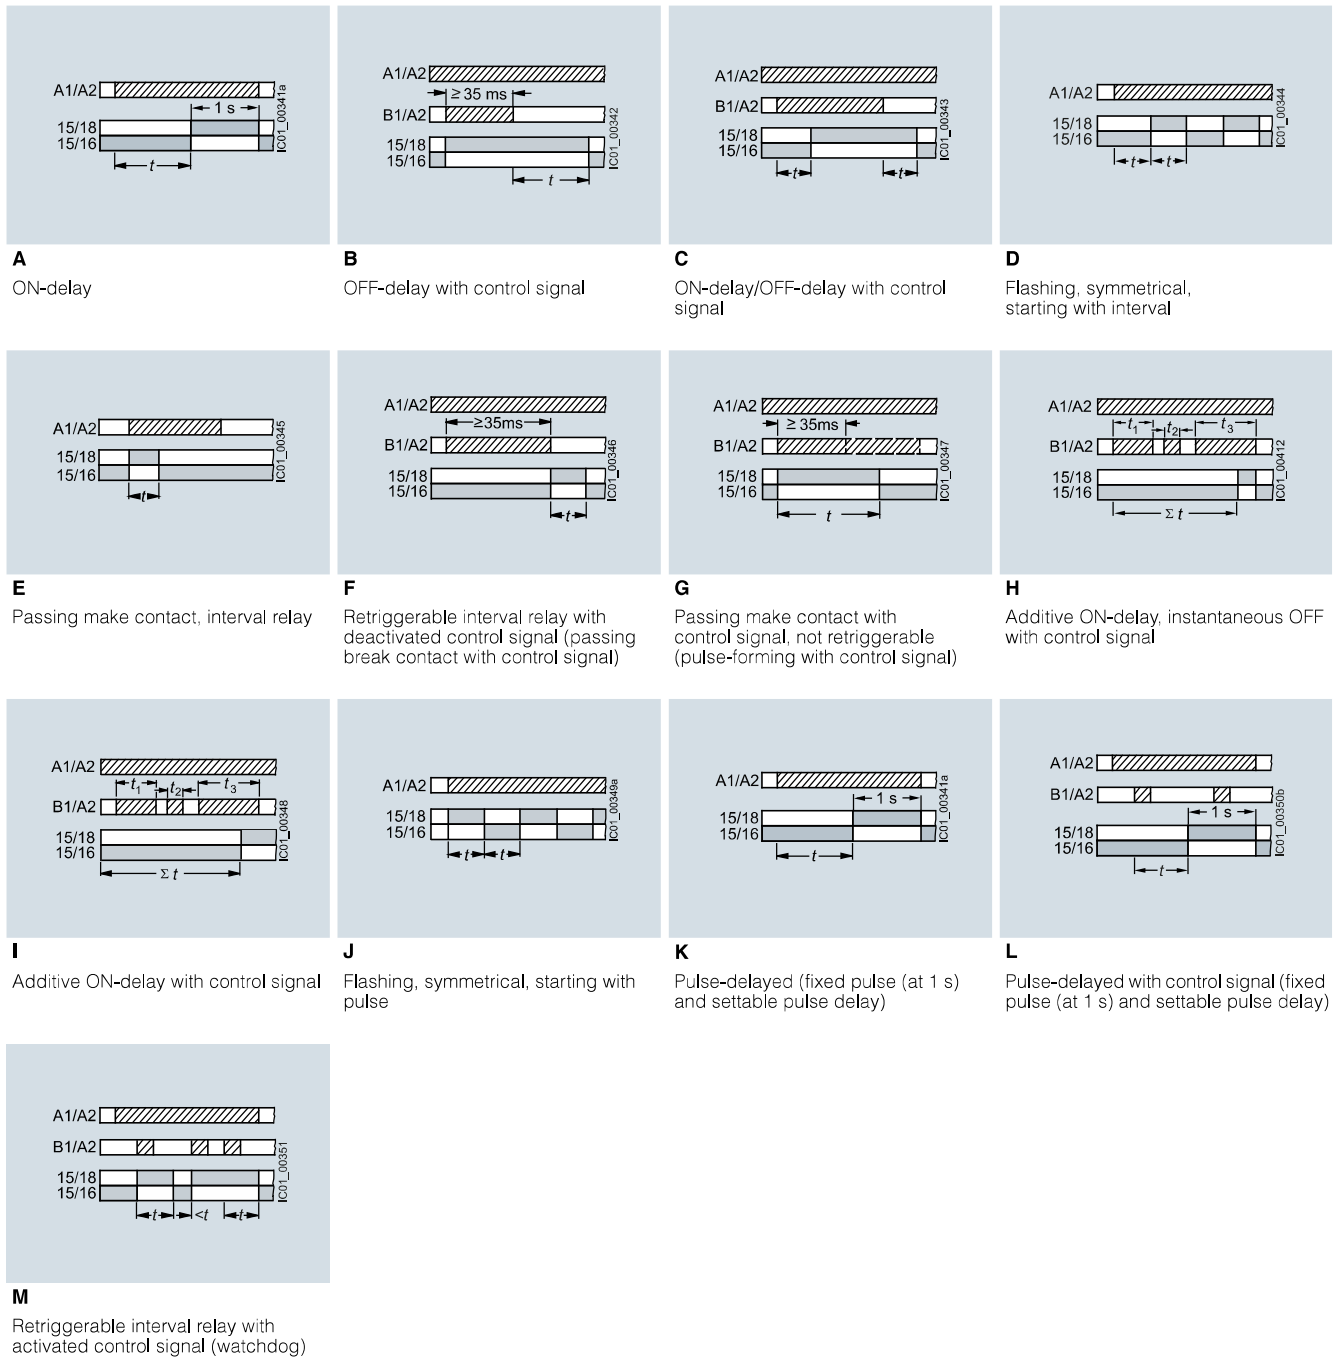 A1/A2
1 s
15/18
15/16
t
IC01_00341a
A
ON-delay
A1/A2
≥ 35 ms
B1/A2
15/18
15/16
t
IC01_00342
B
OFF-delay with control signal
A1/A2
B1/A2
15/18
15/16
t t
IC01_00343
C
ON-delay/OFF-delay with control
signal
A1/A2
15/18
15/16
t t
IC01_00344
D
Flashing, symmetrical,
starting with interval
A1/A2
15/18
15/16
t
IC01_00345
E
Passing make contact, interval relay
A1/A2
≥35ms
B1/A2
15/18
15/16
t
IC01_00346
F
Retriggerable interval relay with
deactivated control signal (passing
break contact with control signal)
A1/A2
≥ 35ms
B1/A2
15/18
15/16
t
IC01_00347
G
Passing make contact with
control signal, not retriggerable
(pulse-forming with control signal)
A1/A2
t1 t2 t3
B1/A2
15/18
15/16
Σ t
IC01_00412
H
Additive ON-delay, instantaneous OFF
with control signal
A1/A2
t1 t2 t3
B1/A2
15/18
15/16
Σ t
IC01_00348
I
Additive ON-delay with control signal
A1/A2
15/18
15/16
t t
IC01_00349a
J
Flashing, symmetrical, starting with
pulse
A1/A2
1 s
15/18
15/16
t
IC01_00341a
K
Pulse-delayed (fixed pulse (at 1 s)
and settable pulse delay)
A1/A2
B1/A2
1 s
15/18
15/16
t
IC01_00350b
L
Pulse-delayed with control signal (fixed
pulse (at 1 s) and settable pulse delay)
A1/A2
B1/A2
15/18
15/16
t <t t
IC01_00351
M
Retriggerable interval relay with
activated control signal (watchdog)